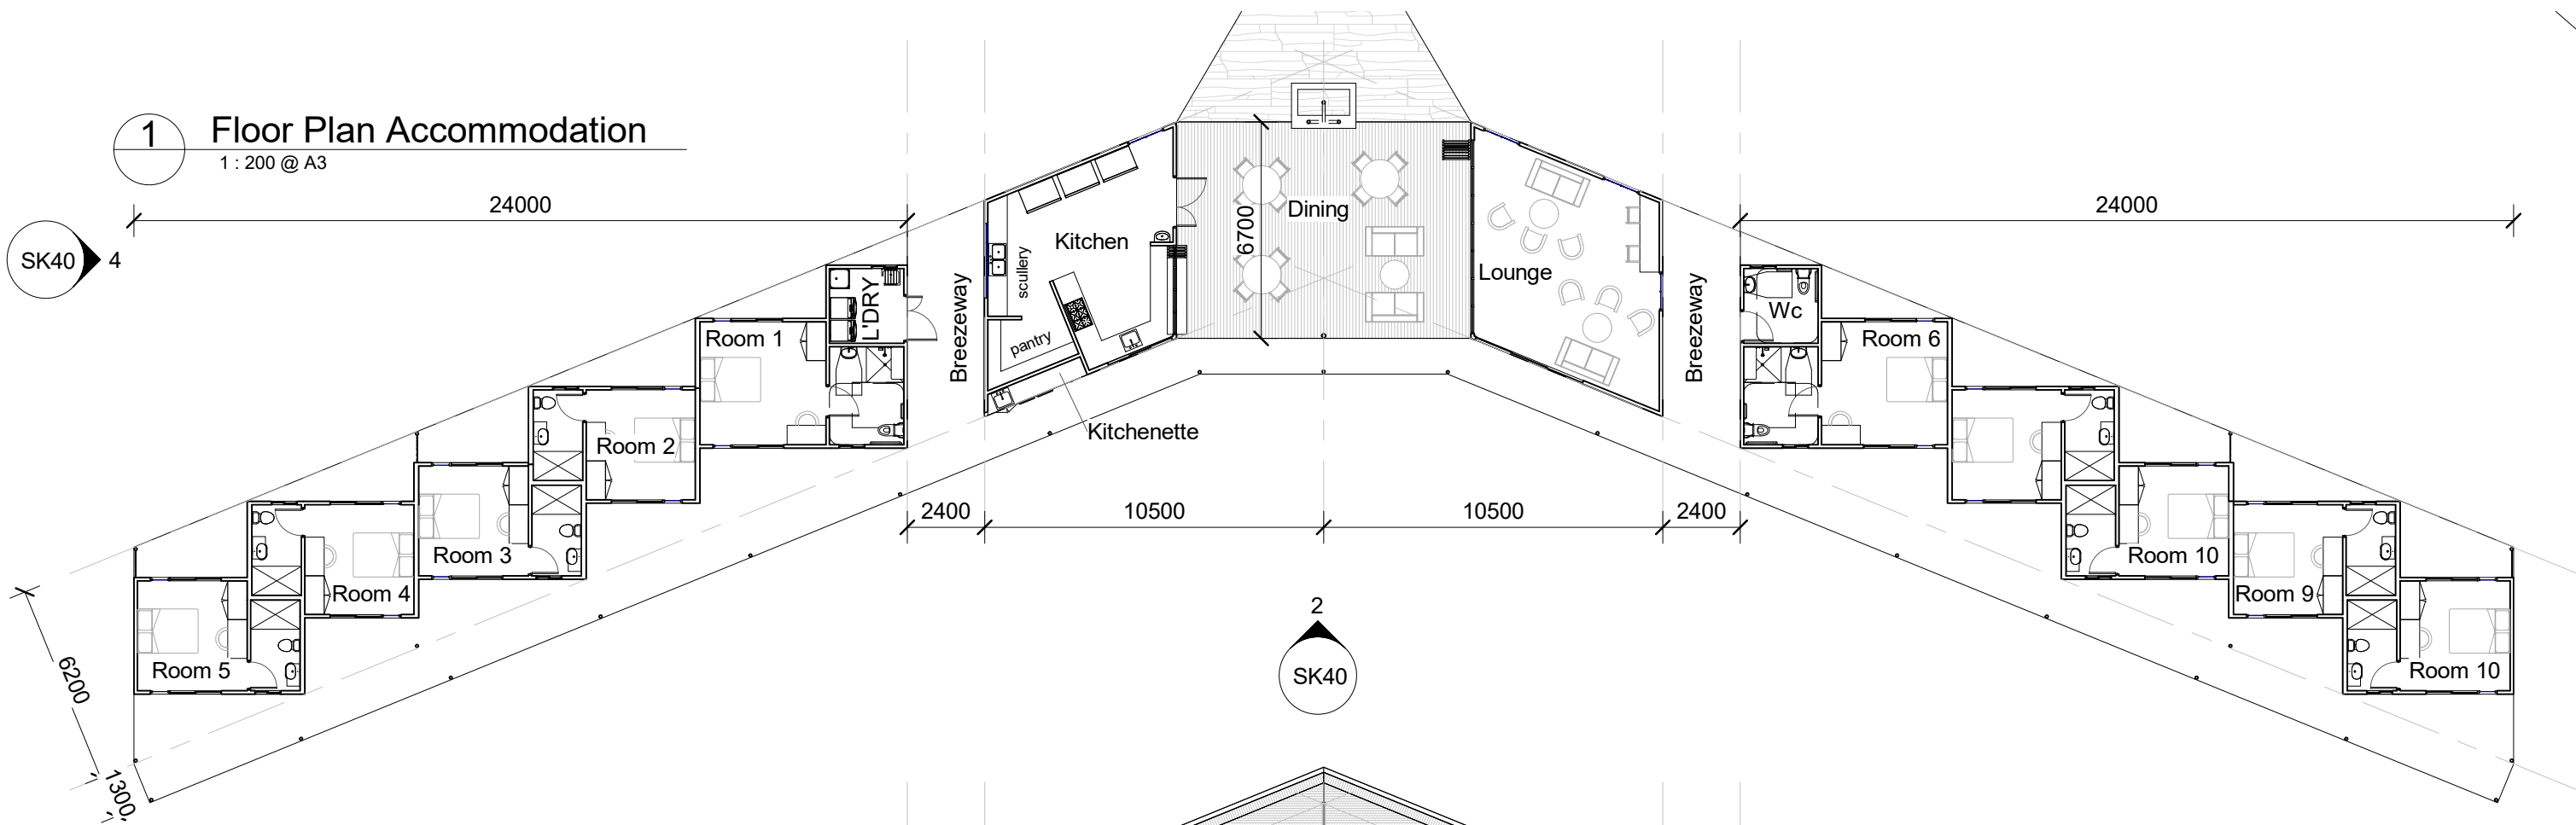 1
Floor Plan Accommodation
1 : 200 @ A3
24000
24000
SK40
4
Kitchen
scullery
pantry
Kitchenette
Dining
6700
Lounge
L'DRY
Breezeway
Breezeway
Wc
Room 1
Room 6
Room 2
Room 3
Room 10
Room 4
Room 9
Room 5
Room 10
2400
10500
10500
2400
2
SK40
6200
1300